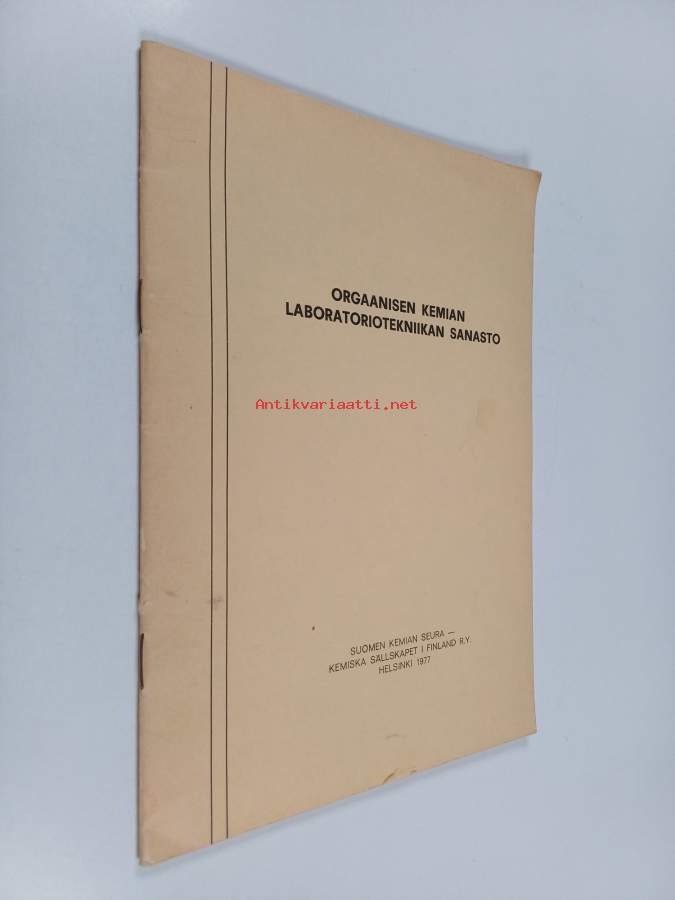 ORGAANISEN KEMIAN
LABORATORIOTEKNIIKAN SANASTO
Antikvariaatti.net
SUOMEN KEMIAN SEURA —
KEMISKA SÄLLSKAPET I FINLAND R.Y.
HELSINKI 1977